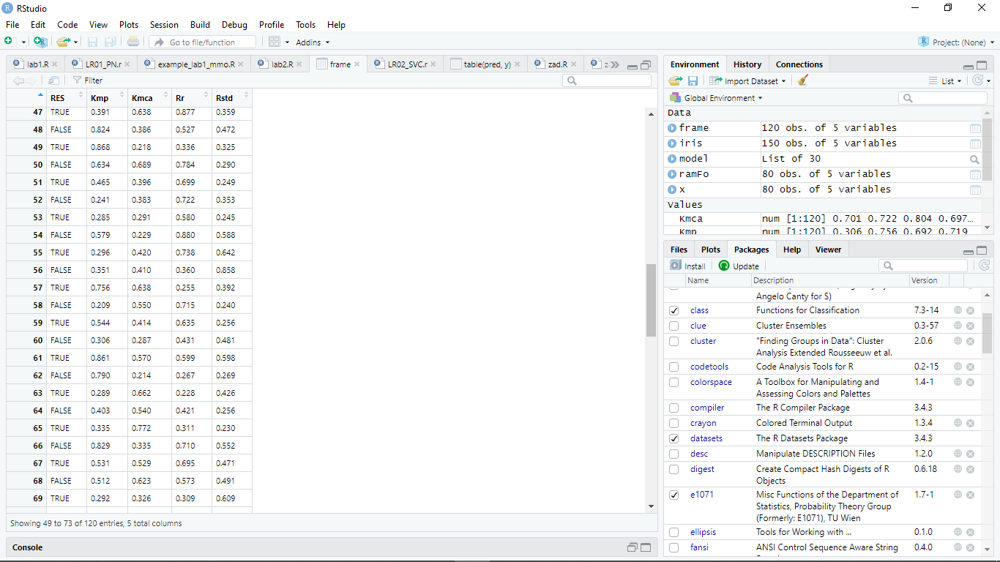 RStudio
File Edit Code View Plots Session Build Debug Profile Tools Help
Go to file/function Addins Project: (None)
lab1.R LR01_PN.r example_lab1_mmo.R lab2.R frame LR02_SVC.r table(pred, y) zad.R z
Filter
RES Kmp Kmca Rr Rstd
47 TRUE 0.391 0.638 0.877 0.359
48 FALSE 0.824 0.386 0.527 0.472
49 TRUE 0.868 0.218 0.336 0.325
50 FALSE 0.634 0.689 0.784 0.290
51 TRUE 0.465 0.396 0.699 0.249
52 FALSE 0.241 0.383 0.722 0.353
53 TRUE 0.285 0.291 0.580 0.245
54 FALSE 0.579 0.229 0.880 0.588
55 TRUE 0.296 0.420 0.738 0.642
56 FALSE 0.351 0.410 0.360 0.858
57 TRUE 0.756 0.638 0.255 0.392
58 FALSE 0.209 0.550 0.715 0.240
59 TRUE 0.544 0.414 0.635 0.256
60 FALSE 0.306 0.287 0.431 0.481
61 TRUE 0.861 0.570 0.599 0.598
62 FALSE 0.790 0.214 0.267 0.269
63 TRUE 0.289 0.662 0.228 0.426
64 FALSE 0.403 0.540 0.421 0.256
65 TRUE 0.335 0.772 0.311 0.230
66 FALSE 0.829 0.335 0.710 0.552
67 TRUE 0.531 0.529 0.695 0.471
68 FALSE 0.512 0.623 0.573 0.491
69 TRUE 0.292 0.326 0.309 0.609
Showing 49 to 73 of 120 entries, 5 total columns
Console
Environment History Connections
Import Dataset List
Global Environment
Data
frame 120 obs. of 5 variables
iris 150 obs. of 5 variables
model List of 30
ramFo 80 obs. of 5 variables
x 80 obs. of 5 variables
Values
Kmca num [1:120] 0.701 0.722 0.804 0.697…
Kmp num [1:120] 0.306 0.756 0.692 0.719
Files Plots Packages Help Viewer
Install Update
Name Description Version
Angelo Canty for S)
class Functions for Classification 7.3-14
clue Cluster Ensembles 0.3-57
cluster "Finding Groups in Data": Cluster 2.0.6
Analysis Extended Rousseeuw et al.
codetools Code Analysis Tools for R 0.2-15
colorspace A Toolbox for Manipulating and 1.4-1
Assessing Colors and Palettes
compiler The R Compiler Package 3.4.3
crayon Colored Terminal Output 1.3.4
datasets The R Datasets Package 3.4.3
desc Manipulate DESCRIPTION Files 1.2.0
digest Create Compact Hash Digests of R 0.6.18
Objects
e1071 Misc Functions of the Department of 1.7-1
Statistics, Probability Theory Group
(Formerly: E1071), TU Wien
ellipsis Tools for Working with ... 0.1.0
fansi ANSI Control Sequence Aware String 0.4.0